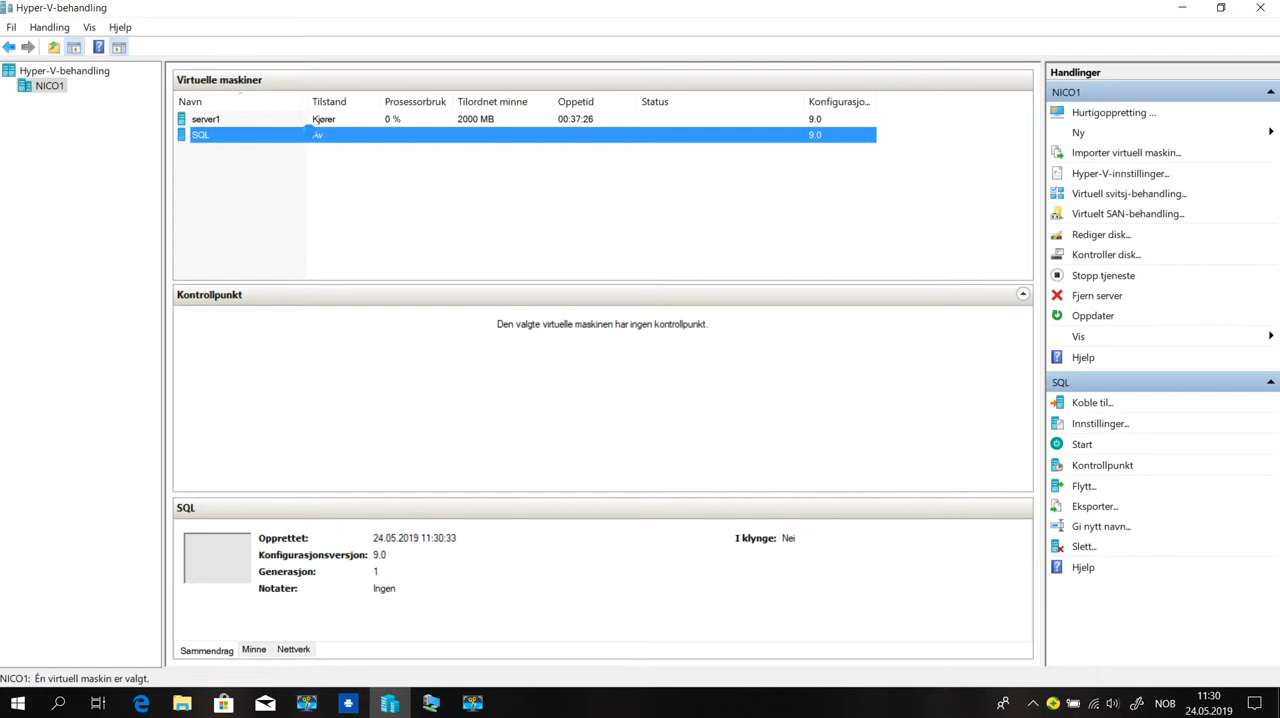 Hyper-V-behandling
Fil Handling Vis Hjelp
Hyper-V-behandling
NICO1
Virtuelle maskiner
Navn Tilstand Prosessorbruk Tilordnet minne Oppetid Status Konfigurasjo...
server1 Kjører 0 % 2000 MB 00:37:26 9.0
SQL Av 9.0
Kontrollpunkt
Den valgte virtuelle maskinen har ingen kontrollpunkt.
SQL
Opprettet: 24.05.2019 11:30:33 I klynge: Nei
Konfigurasjonsversjon: 9.0
Generasjon: 1
Notater: Ingen
Sammendrag Minne Nettverk
Handlinger
NICO1
Hurtigoppretting ...
Ny
Importer virtuell maskin...
Hyper-V-innstillinger...
Virtuell svitsj-behandling...
Virtuelt SAN-behandling...
Rediger disk...
Kontroller disk...
Stopp tjeneste
Fjern server
Oppdater
Vis
Hjelp
SQL
Koble til...
Innstillinger...
Start
Kontrollpunkt
Flytt...
Eksporter...
Gi nytt navn...
Slett...
Hjelp
NICO1: Én virtuell maskin er valgt.
NOB
11:30
24.05.2019